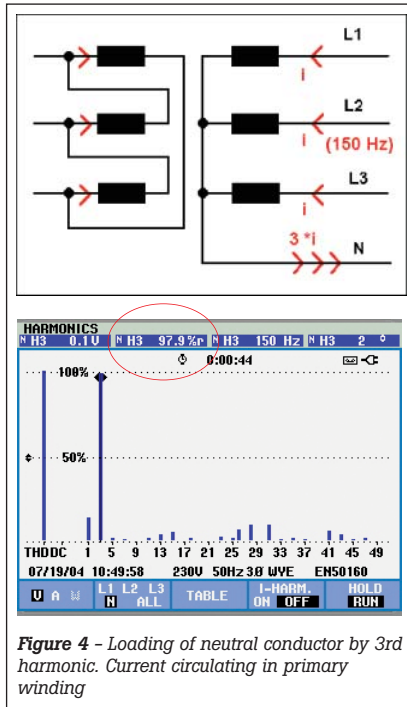 L1
i
L2
i (150 Hz)
L3
i
3 *i
N
HARMONICS
N H3 0.1 U N H3 97.9%r N H3 150 Hz N H3 2 °
0:00:44
100%
50%
THDDC 1 5 9 13 17 21 25 29 33 37 41 45 49
07/19/04 10:49:58 230V 50Hz 3Ø WYE EN50160
V A W L1 L2 L3 N ALL TABLE I-HARM. ON OFF HOLD RUN
Figure 4 – Loading of neutral conductor by 3rd
harmonic. Current circulating in primary
winding